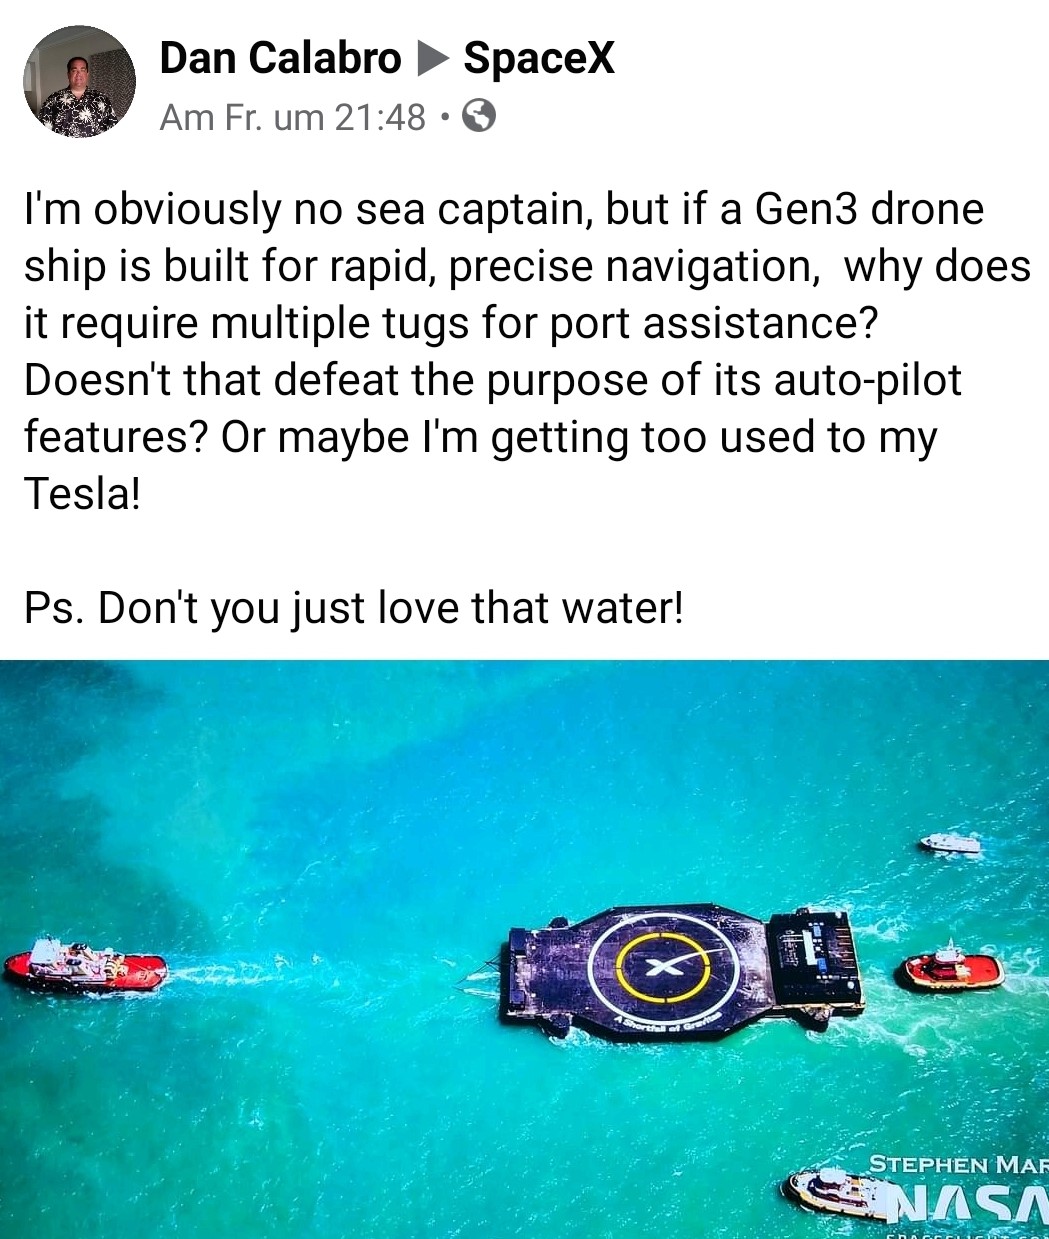 Dan Calabro ▶ SpaceX
Am Fr. um 21:48 •
I'm obviously no sea captain, but if a Gen3 drone
ship is built for rapid, precise navigation,  why does
it require multiple tugs for port assistance?
Doesn't that defeat the purpose of its auto-pilot
features? Or maybe I'm getting too used to my
Tesla!
Ps. Don't you just love that water!
A Shortfall of Gravitas
STEPHEN MAR
NASA